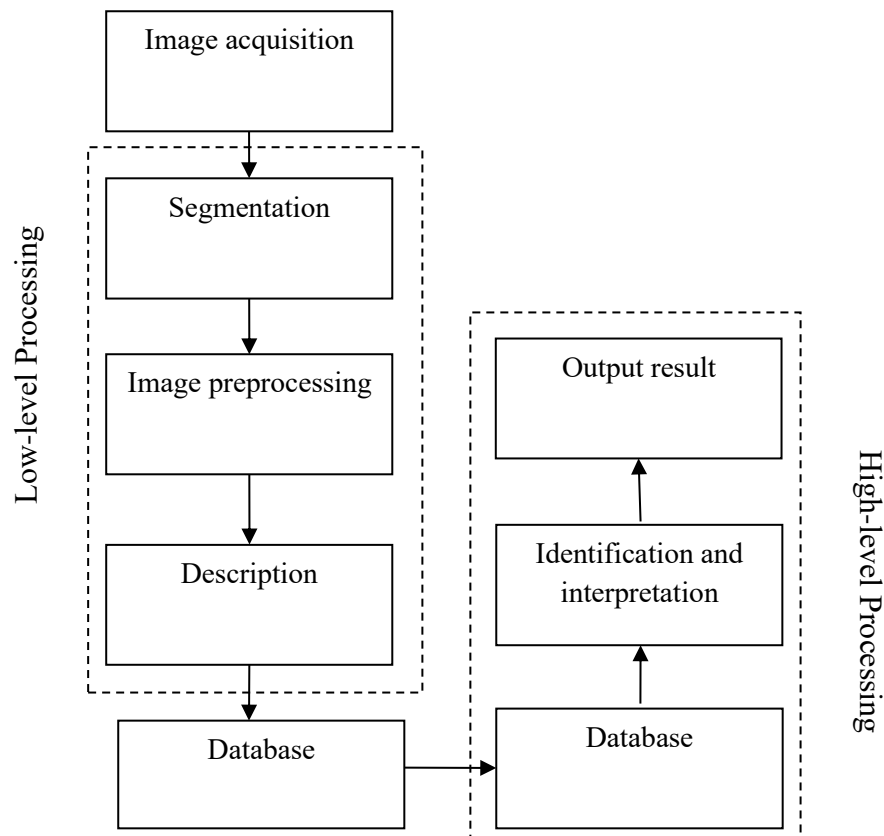 Image acquisition
Segmentation
Image preprocessing
Description
Database
Low-level Processing
Output result
Identification and
interpretation
Database
High-level Processing